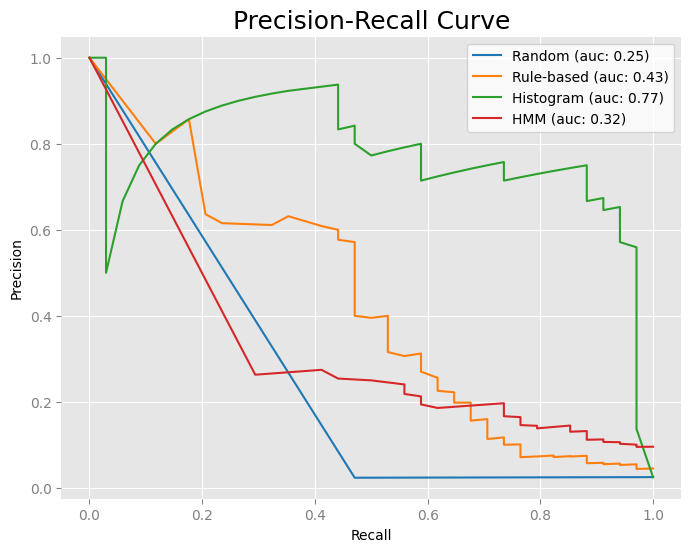 Precision-Recall Curve
Random (auc: 0.25)
Rule-based (auc: 0.43)
Histogram (auc: 0.77)
HMM (auc: 0.32)
1.0
0.8
0.6
0.4
0.2
0.0
Precision
0.0 0.2 0.4 0.6 0.8 1.0
Recall